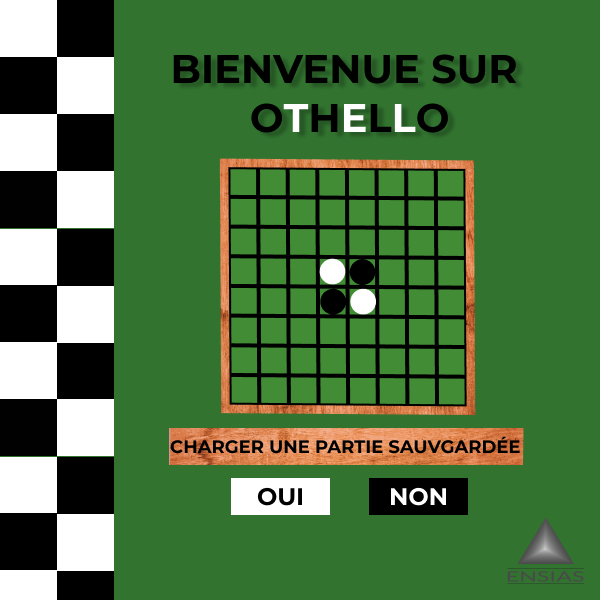 BIENVENUE SUR
OTHELLO
CHARGER UNE PARTIE SAUVGARDÉE
OUI
NON
ENSIAS